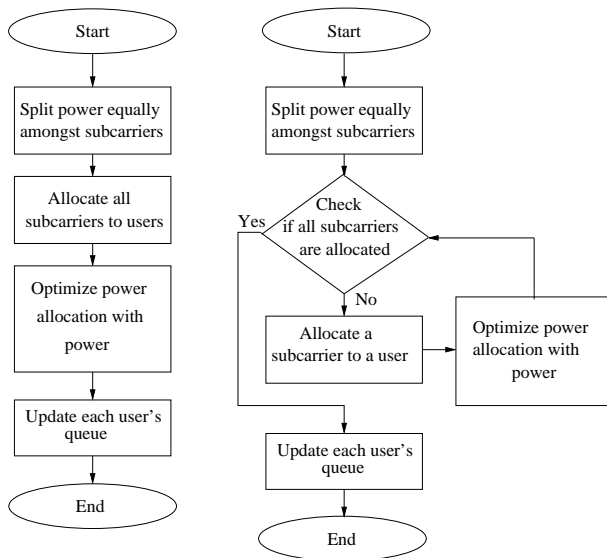 Start
Split power equally
amongst subcarriers
Allocate all
subcarriers to users
Optimize power
allocation with
power
Update each user's
queue
End
Start
Split power equally
amongst subcarriers
Check
if all subcarriers
are allocated
Yes
No
Allocate a
subcarrier to a user
Optimize power
allocation with
power
Update each user's
queue
End